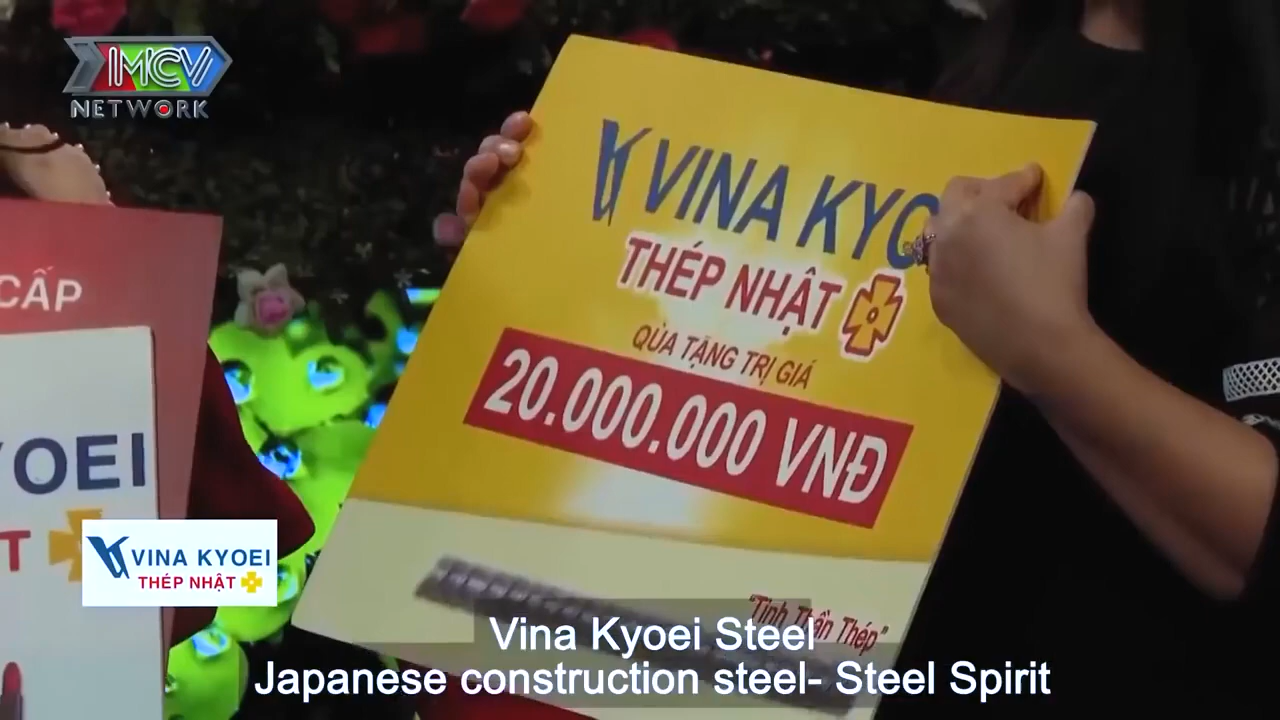 MCV
NETWORK
VINA KYO
THÉP NHẬT
QÙA TẶNG TRỊ GIÁ
20.000.000 VNĐ
"Tinh Thần Thép"
CẤP
YOEI
T
VINA KYOEI
THÉP NHẬT
Vina Kyoei Steel
Japanese construction steel- Steel Spirit